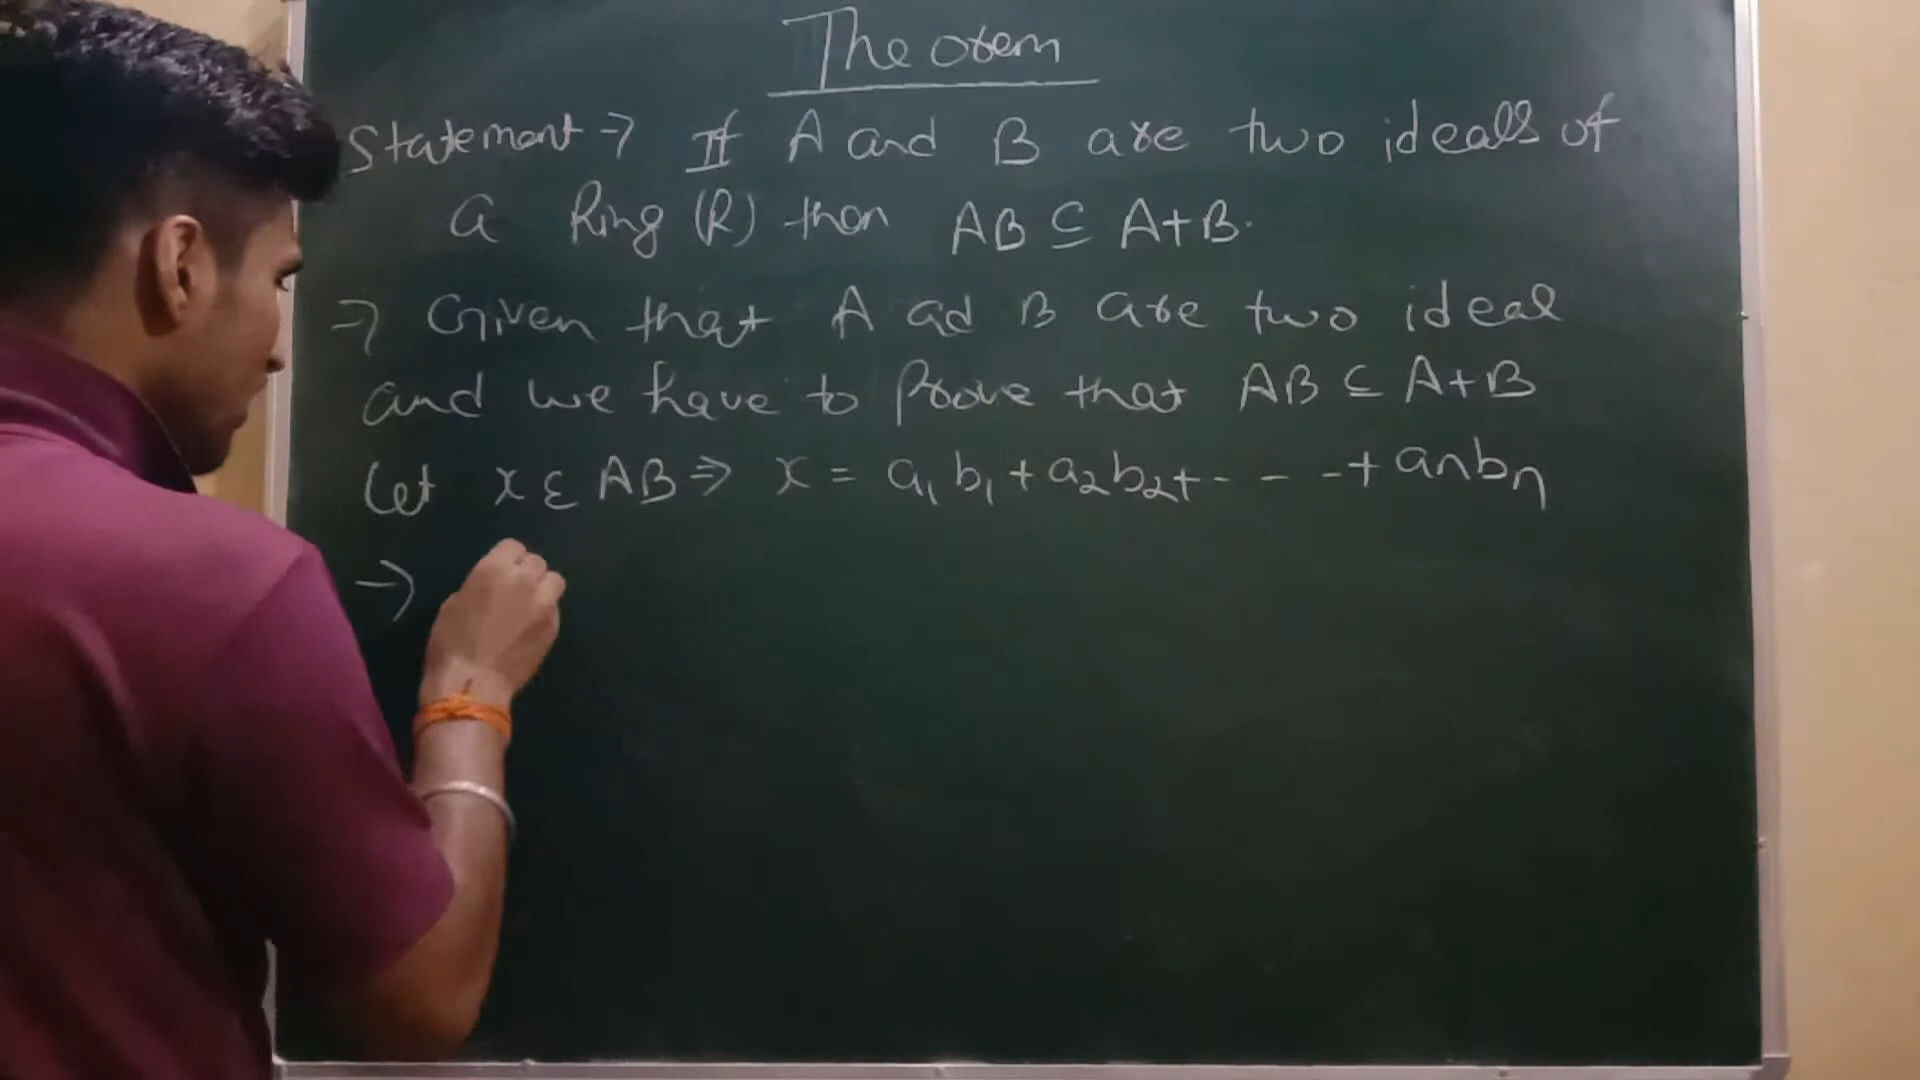 Theorem
Statement → If A and B are two ideals of
a Ring (R) then AB ⊆ A+B.
→ Given that A ad B are two ideal
and we have to Prove that AB ⊂ A+B
Let x ε AB ⇒ x = a₁b₁ + a₂b₂+ - - - + anbn
→